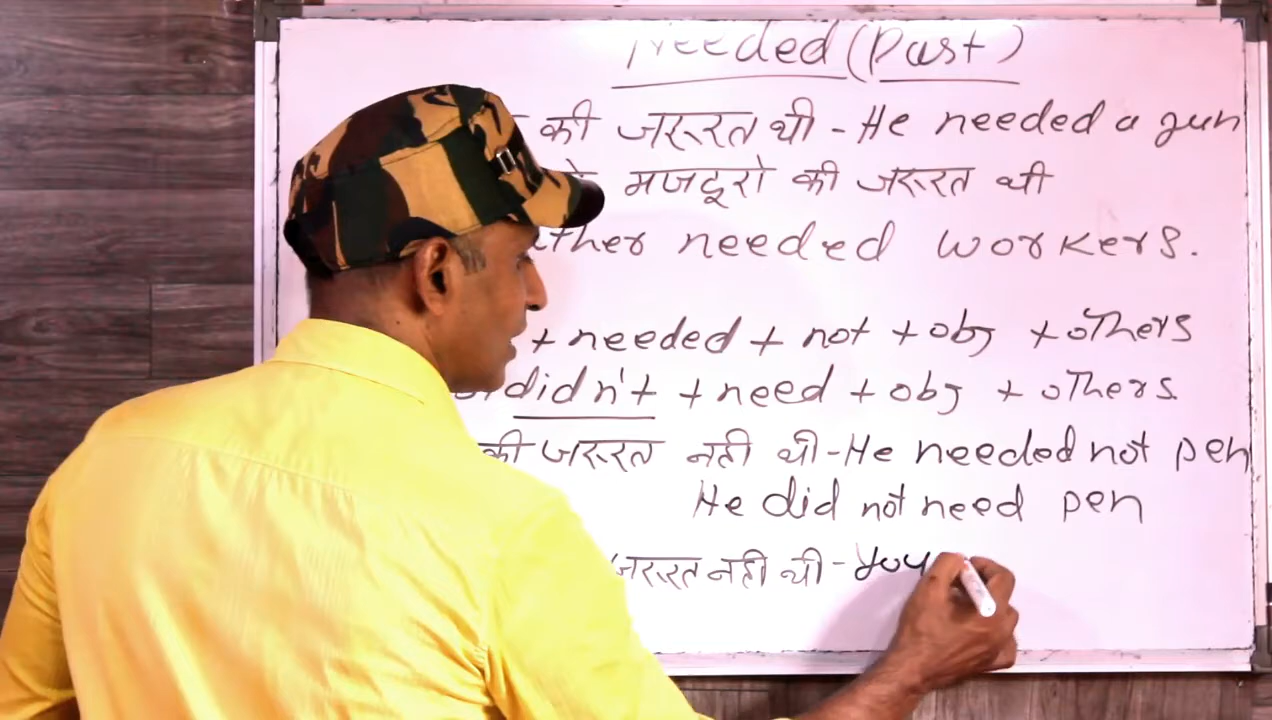 Needed (Past)
की जरूरत थी - He needed a gun
मजदूरो की जरूरत थी
needed workers.
+ needed + not + obj + others
didn't + need + obj + others
की जरूरत नही थी - He needed not pen
He did not need pen
जरूरत नही थी - You